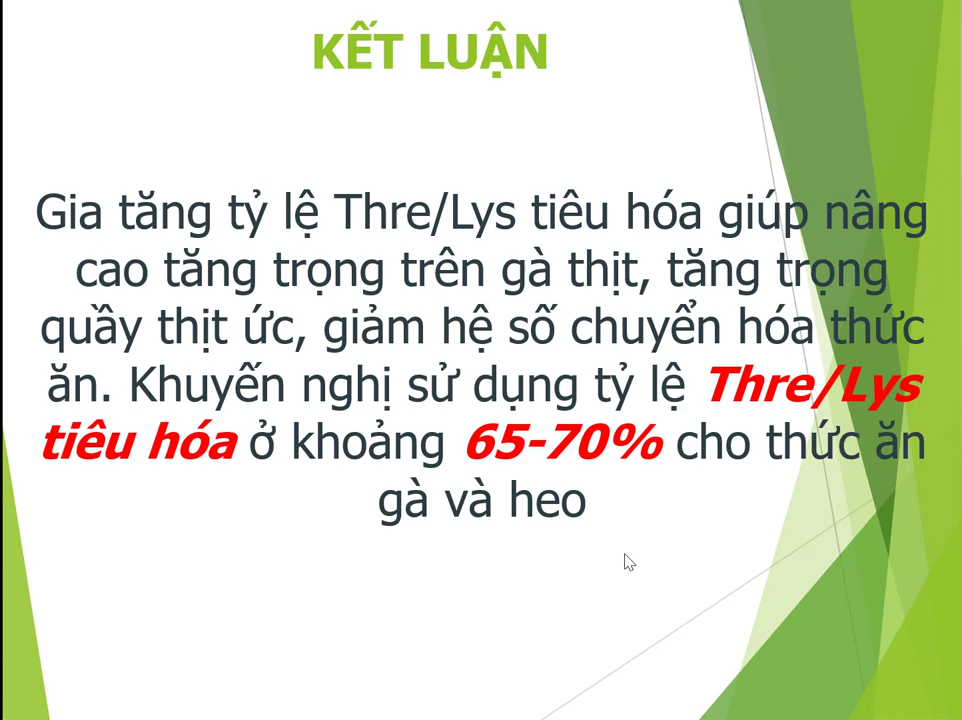 KẾT LUẬN
Gia tăng tỷ lệ Thre/Lys tiêu hóa giúp nâng
cao tăng trọng trên gà thịt, tăng trọng
quầy thịt ức, giảm hệ số chuyển hóa thức
ăn. Khuyến nghị sử dụng tỷ lệ Thre/Lys
tiêu hóa ở khoảng 65-70% cho thức ăn
gà và heo